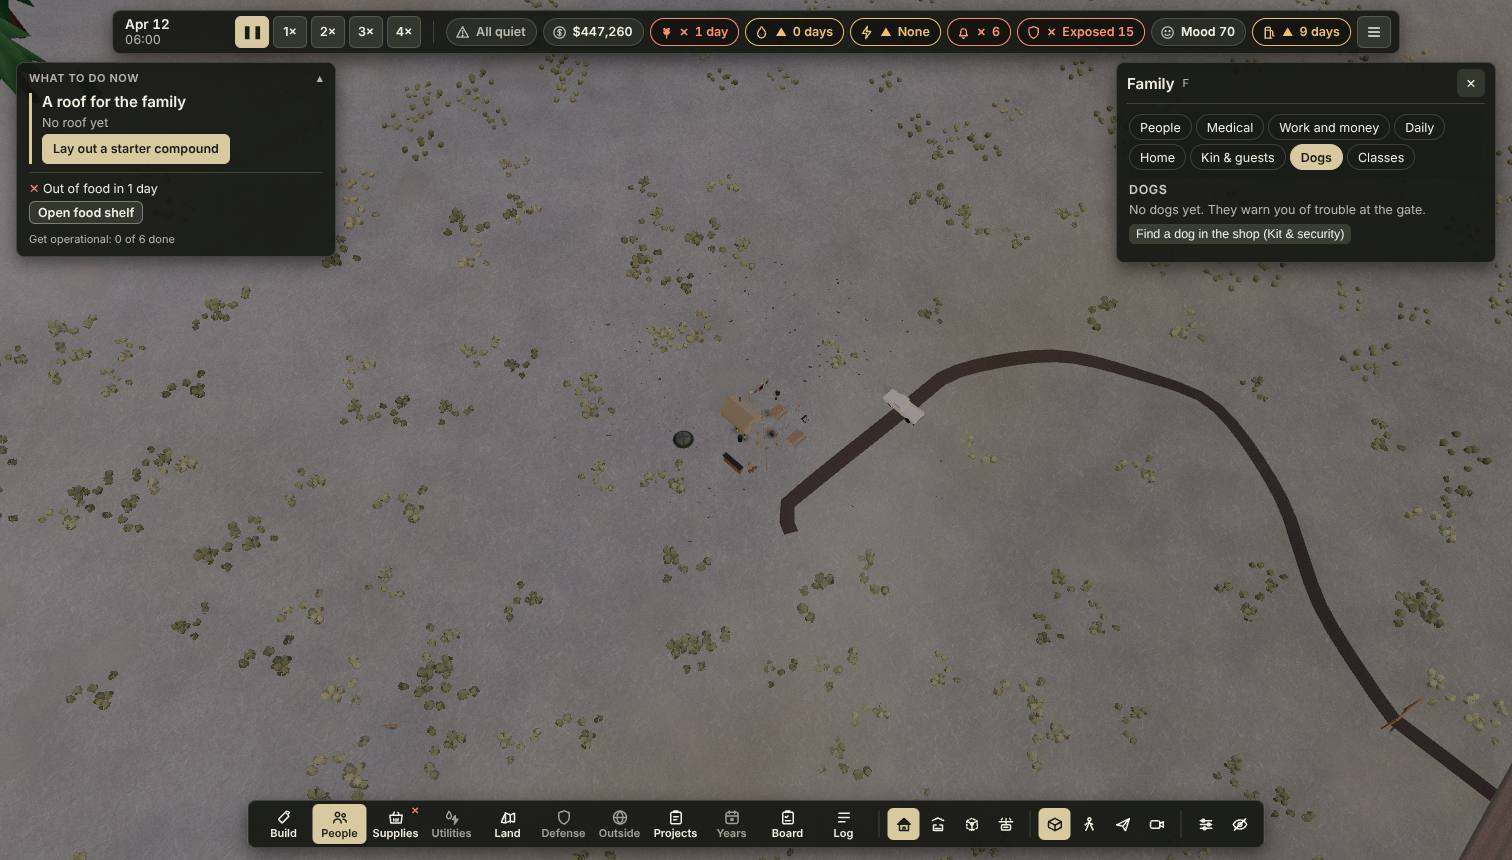 Apr 12
06:00
1×
2×
3×
4×
All quiet
$447,260
× 1 day
▲ 0 days
▲ None
× 6
× Exposed 15
Mood 70
▲ 9 days
WHAT TO DO NOW ▲
A roof for the family
No roof yet
Lay out a starter compound
× Out of food in 1 day
Open food shelf
Get operational: 0 of 6 done
Family F ×
People Medical Work and money Daily
Home Kin & guests Dogs Classes
DOGS
No dogs yet. They warn you of trouble at the gate.
Find a dog in the shop (Kit & security)
Build
People
Supplies ×
Utilities
Land
Defense
Outside
Projects
Years
Board
Log